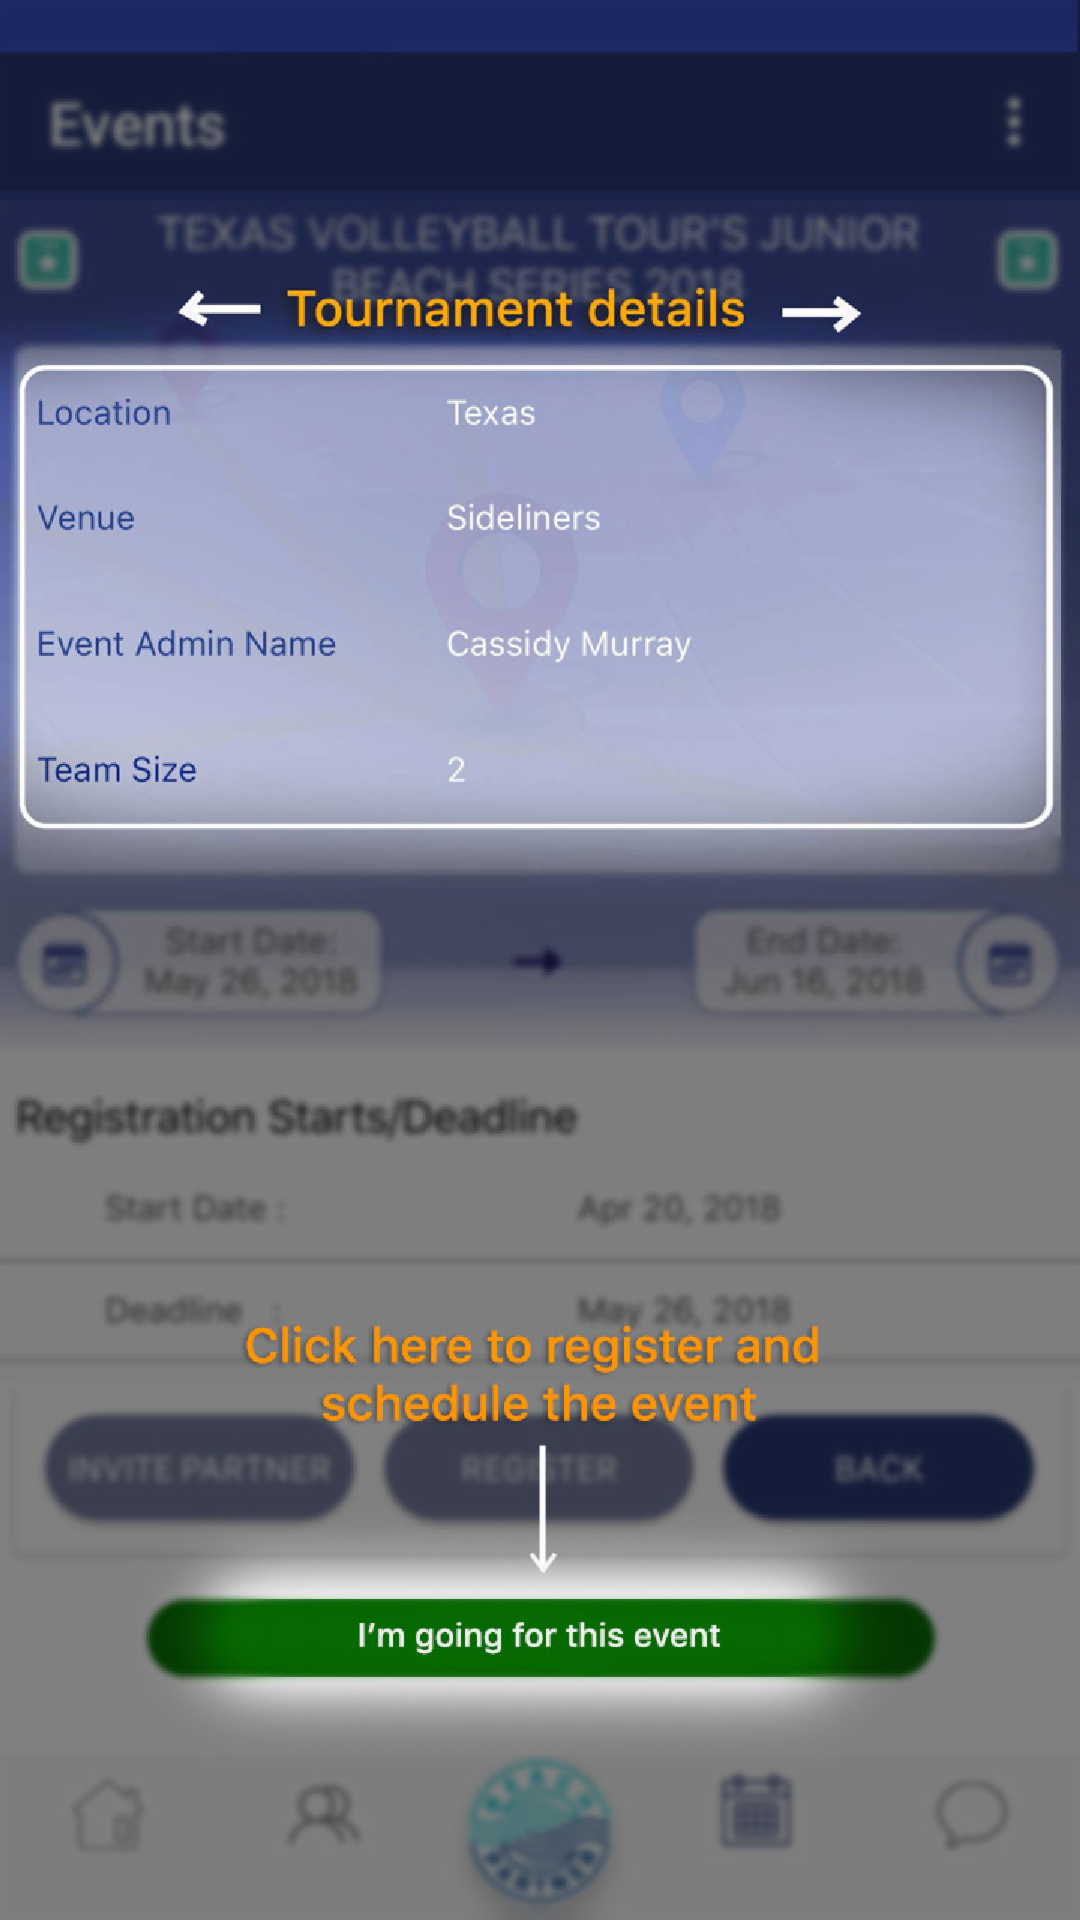 Events
TEXAS VOLLEYBALL TOUR'S JUNIOR
BEACH SERIES 2018
Tournament details
Location Texas
Venue Sideliners
Event Admin Name Cassidy Murray
Team Size 2
Start Date: End Date:
May 26, 2018 Jun 16, 2018
Registration Starts/Deadline
Start Date : Apr 20, 2018
Deadline : May 26, 2018
Click here to register and
schedule the event
INVITE PARTNER REGISTER BACK
I'm going for this event
BEACH
PARTNER